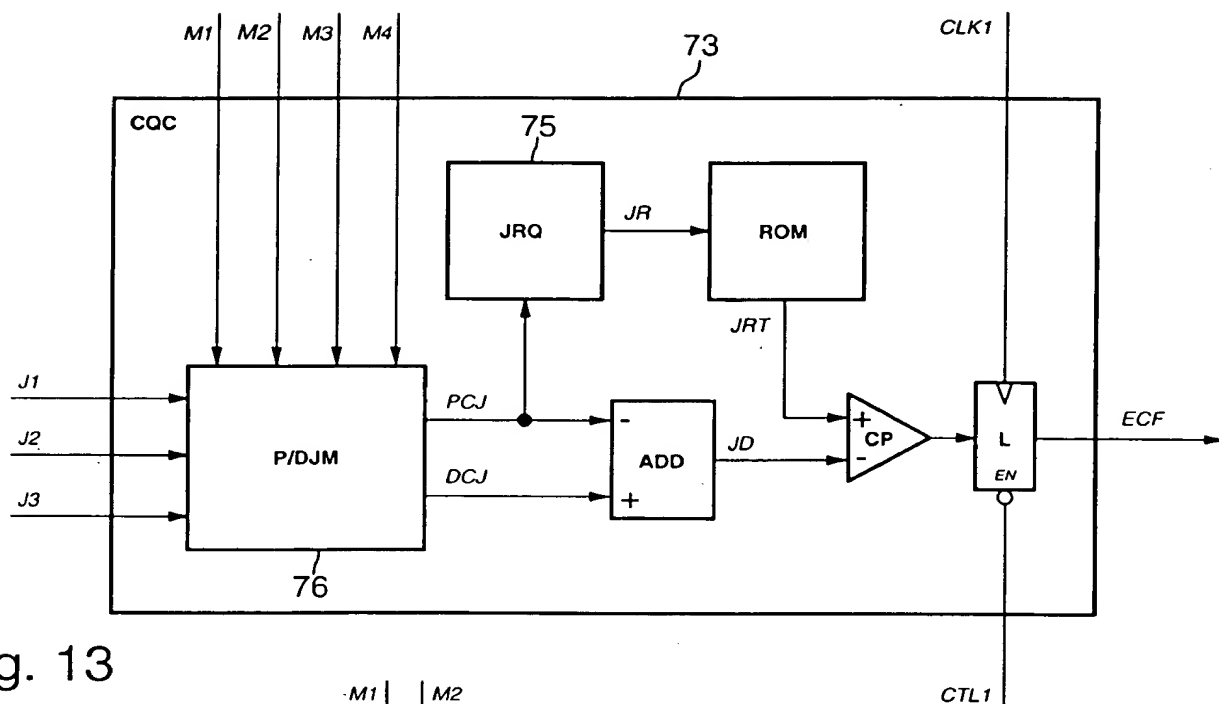 M1 M2 M3 M4 CLK1
73
CQC
75
JRQ JR ROM
JRT
J1
J2
J3
P/DJM
PCJ
DCJ
-
+
ADD
JD
+
-
CP
L
EN
ECF
76
g. 13
M1 M2
CTL1